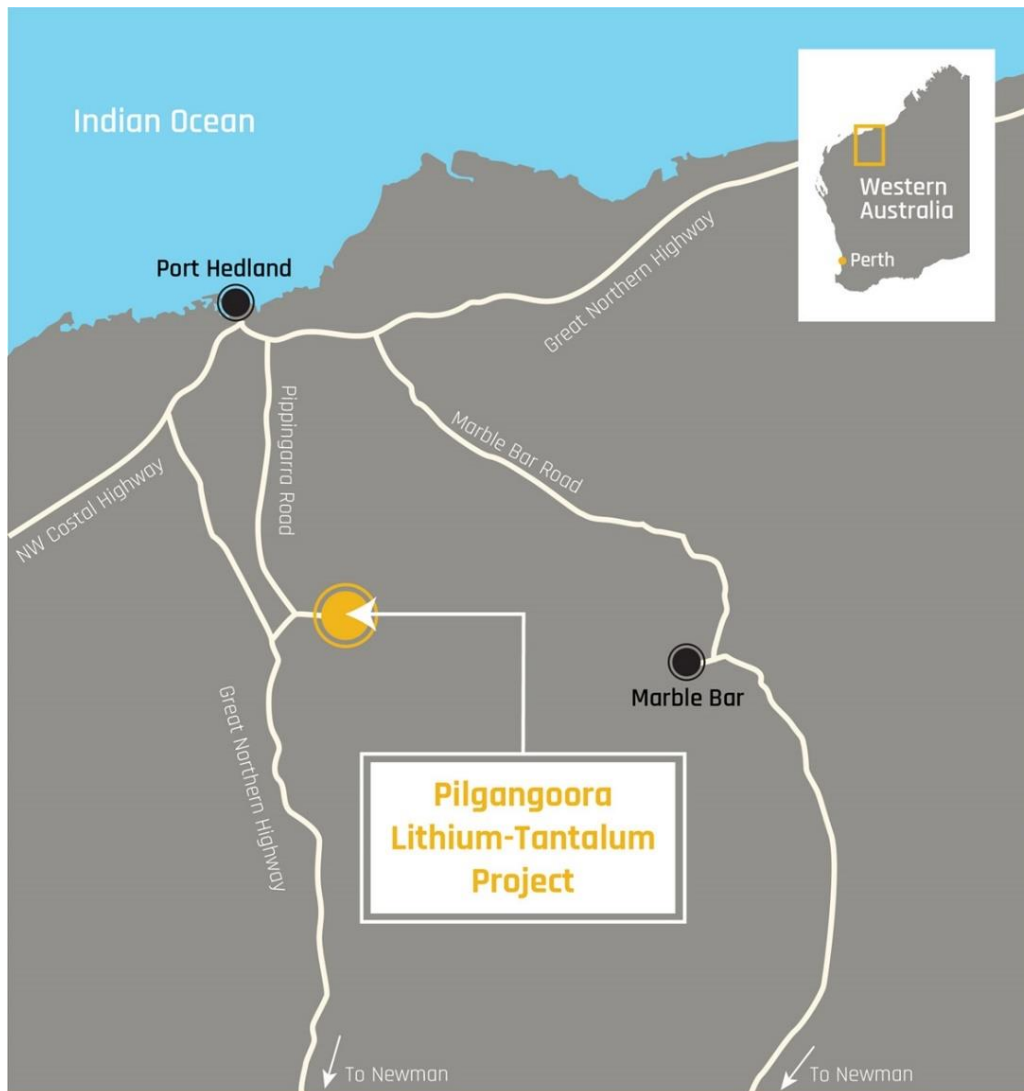 Indian Ocean
Western
Australia
Perth
Port Hedland
Great Northern Highway
Pippingarra Road
Marble Bar Road
NW Costal Highway
Marble Bar
Great Northern Highway
Pilgangoora
Lithium-Tantalum
Project
To Newman
To Newman